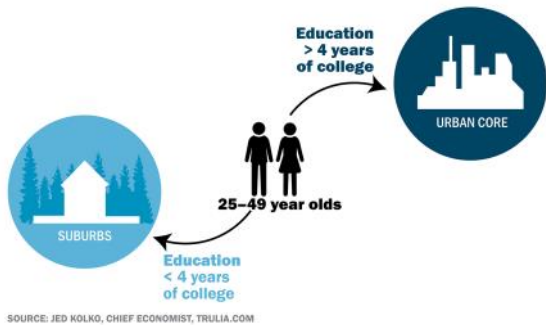 Education
> 4 years
of college
URBAN CORE
25–49 year olds
SUBURBS
Education
< 4 years
of college
SOURCE: JED KOLKO, CHIEF ECONOMIST, TRULIA.COM